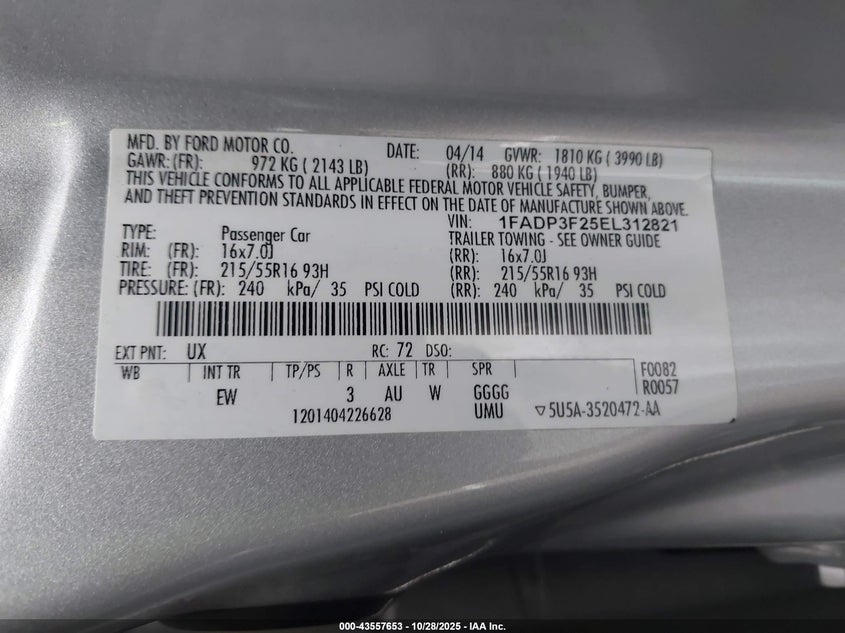 MFD. BY FORD MOTOR CO. DATE: 04/14 GVWR: 1810 KG ( 3990 LB)
GAWR:(FR): 972 KG ( 2143 LB) (RR): 880 KG ( 1940 LB)
THIS VEHICLE CONFORMS TO ALL APPLICABLE FEDERAL MOTOR VEHICLE SAFETY, BUMPER,
AND THEFT PREVENTION STANDARDS IN EFFECT ON THE DATE OF MANUFACTURE SHOWN ABOVE.
VIN: 1FADP3F25EL312821
TYPE: Passenger Car TRAILER TOWING - SEE OWNER GUIDE
RIM: (FR): 16x7.0J (RR): 16x7.0J
TIRE: (FR): 215/55R16 93H (RR): 215/55R16 93H
PRESSURE: (FR): 240 kPa/ 35 PSI COLD (RR): 240 kPa/ 35 PSI COLD
EXT PNT: UX RC: 72 DSO:
WB INT TR TP/PS R AXLE TR SPR F0082
EW 3 AU W GGGG R0057
1201404226628 UMU ▽ 5U5A-3520472-AA
000-43557653 - 10/28/2025 - IAA Inc.